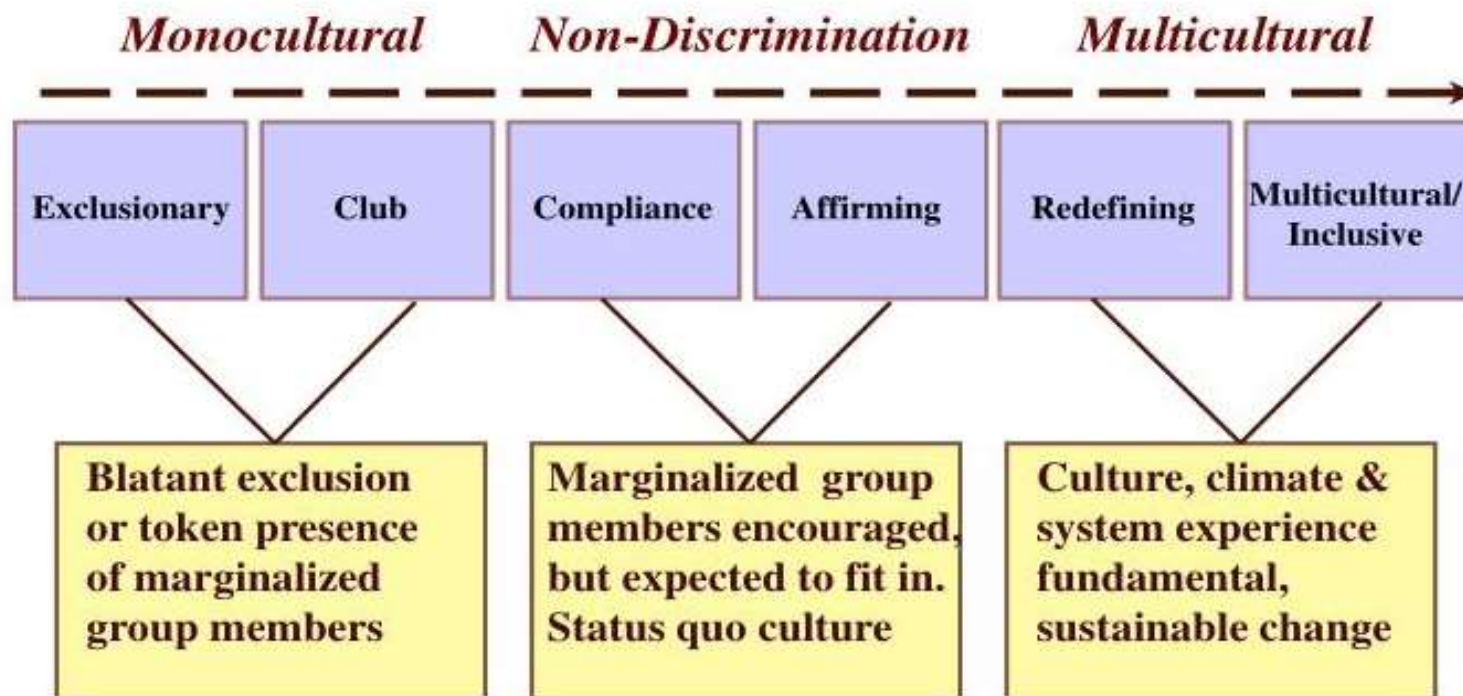 Monocultural Non-Discrimination Multicultural
Exclusionary
Club
Compliance
Affirming
Redefining
Multicultural/
Inclusive
Blatant exclusion
or token presence
of marginalized
group members
Marginalized group
members encouraged,
but expected to fit in.
Status quo culture
Culture, climate &
system experience
fundamental,
sustainable change